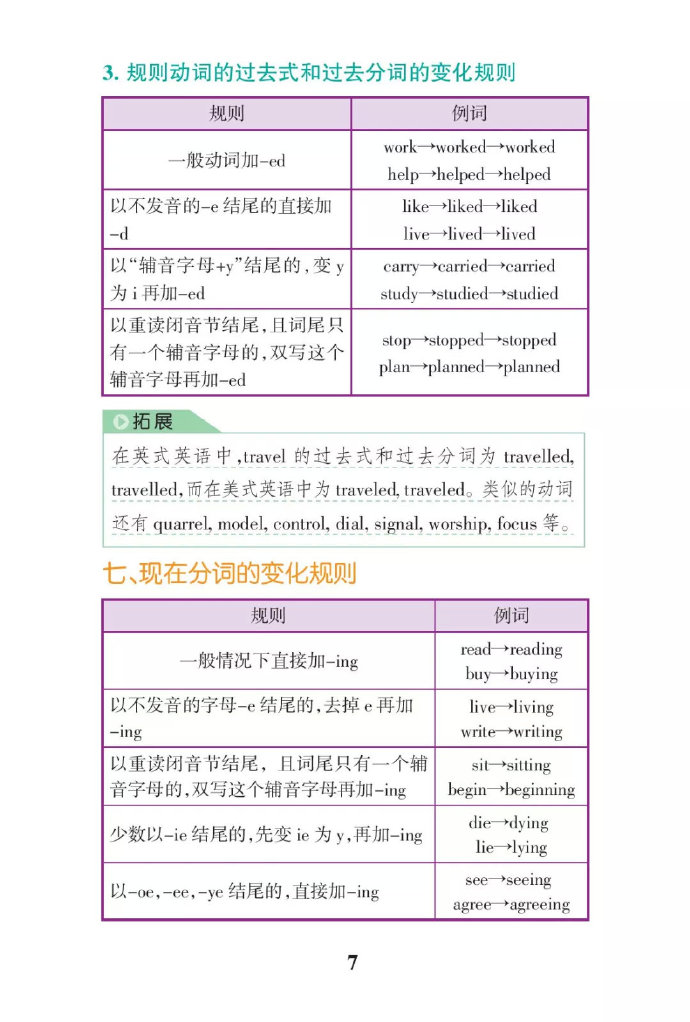 3. 规则动词的过去式和过去分词的变化规则
规则
例词
一般动词加-ed
work→worked→worked
help→helped→helped
以不发音的-e 结尾的直接加
-d
like→liked→liked
live→lived→lived
以“辅音字母+y”结尾的,变 y
为 i 再加-ed
carry→carried→carried
study→studied→studied
以重读闭音节结尾,且词尾只
有一个辅音字母的,双写这个
辅音字母再加-ed
stop→stopped→stopped
plan→planned→planned
拓展
在英式英语中,travel 的过去式和过去分词为 travelled,
travelled,而在美式英语中为 traveled, traveled。类似的动词
还有 quarrel, model, control, dial, signal, worship, focus 等。
七、现在分词的变化规则
规则
例词
一般情况下直接加-ing
read→reading
buy→buying
以不发音的字母-e 结尾的,去掉 e 再加
-ing
live→living
write→writing
以重读闭音节结尾, 且词尾只有一个辅
音字母的,双写这个辅音字母再加-ing
sit→sitting
begin→beginning
少数以-ie 结尾的,先变 ie 为 y,再加-ing
die→dying
lie→lying
以-oe,-ee,-ye 结尾的,直接加-ing
see→seeing
agree→agreeing
7